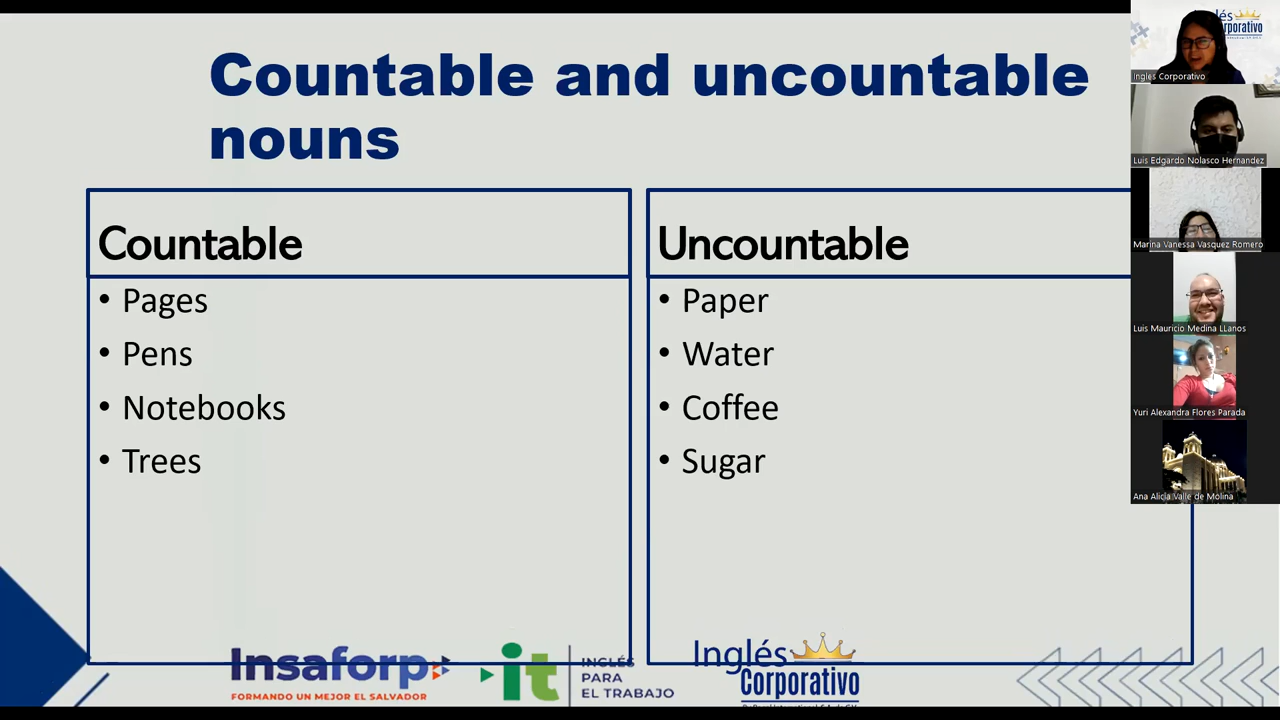 Countable and uncountable
nouns
Countable
• Pages
• Pens
• Notebooks
• Trees
Uncountable
• Paper
• Water
• Coffee
• Sugar
Insaforp
FORMANDO UN MEJOR EL SALVADOR
it
INGLÉS
PARA
EL TRABAJO
Inglés
Corporativo
Ingles Corporativo
Luis Edgardo Nolasco Hernandez
Marina Vanessa Vasquez Romero
Luis Mauricio Medina LLanos
Yuri Alexandra Flores Parada
Ana Alicia Valle de Molina